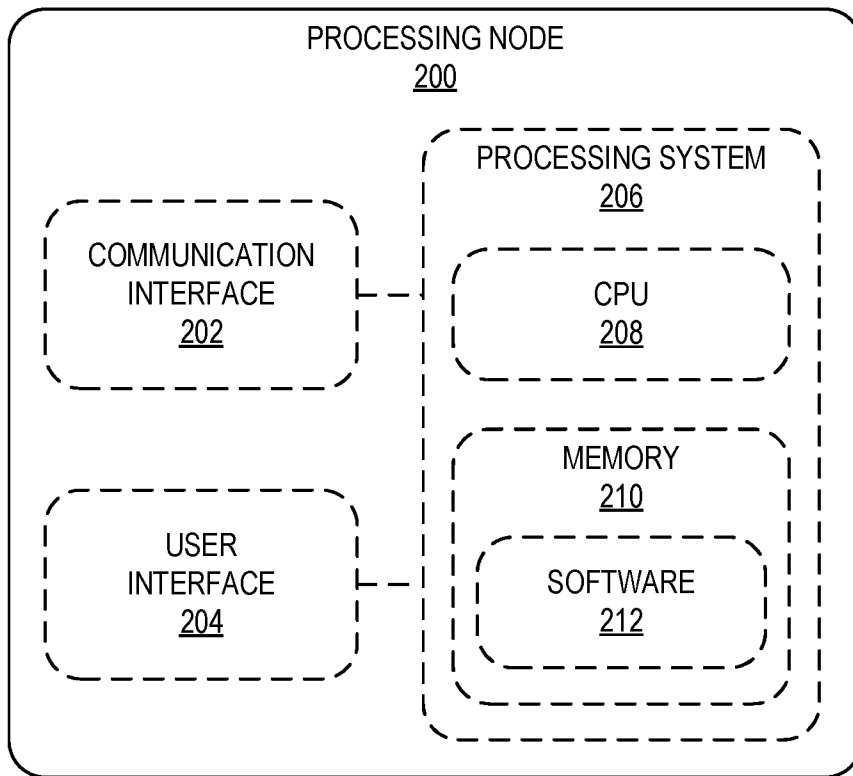 PROCESSING NODE
200
PROCESSING SYSTEM
206
COMMUNICATION
INTERFACE
202
CPU
208
MEMORY
210
USER
INTERFACE
204
SOFTWARE
212